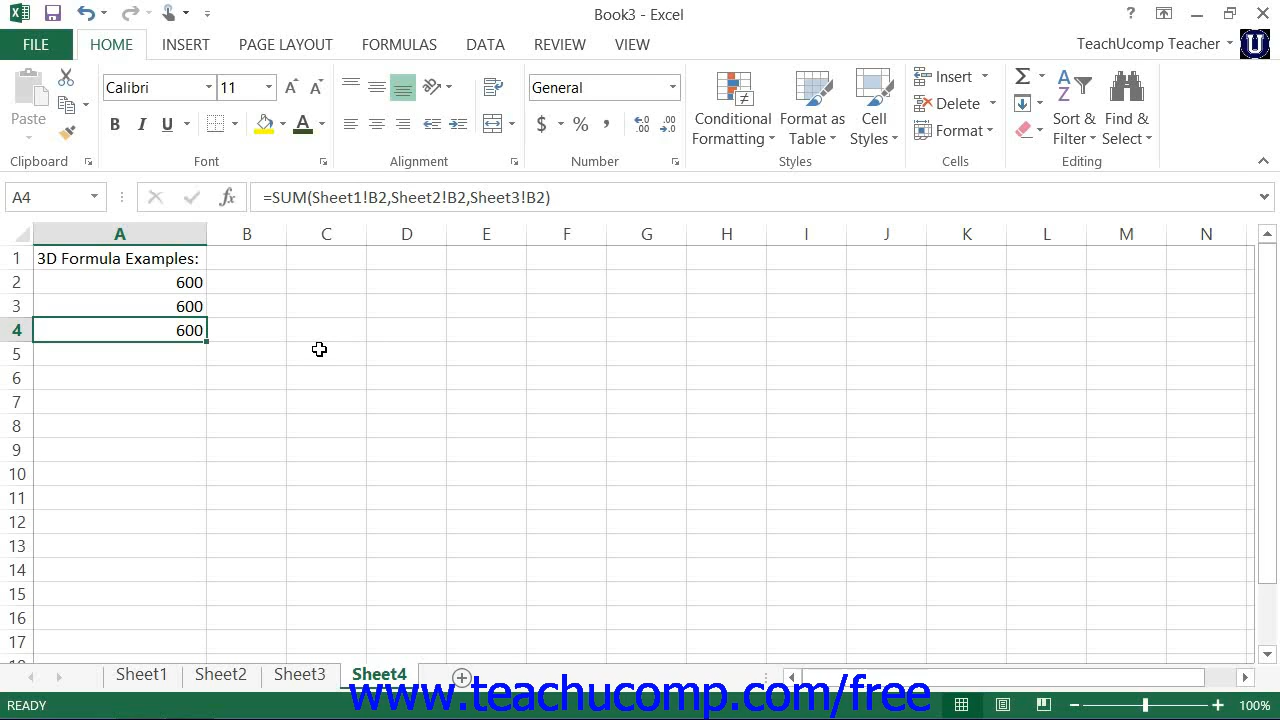 Book3 - Excel
?
FILE HOME INSERT PAGE LAYOUT FORMULAS DATA REVIEW VIEW TeachUcomp Teacher U
Paste
Calibri 11 A A
B I U A
General
$ % , .00 .0
Conditional Formatting
Format as Table
Cell Styles
Insert
Delete
Format
Σ
A Z
Sort & Filter
Find & Select
Clipboard Font Alignment Number Styles Cells Editing
A4 fx =SUM(Sheet1!B2,Sheet2!B2,Sheet3!B2)
A B C D E F G H I J K L M N
1 3D Formula Examples:
2 600
3 600
4 600
5
6
7
8
9
10
11
12
13
14
15
16
17
Sheet1 Sheet2 Sheet3 Sheet4
www.teachucomp.com/free
READY 100%